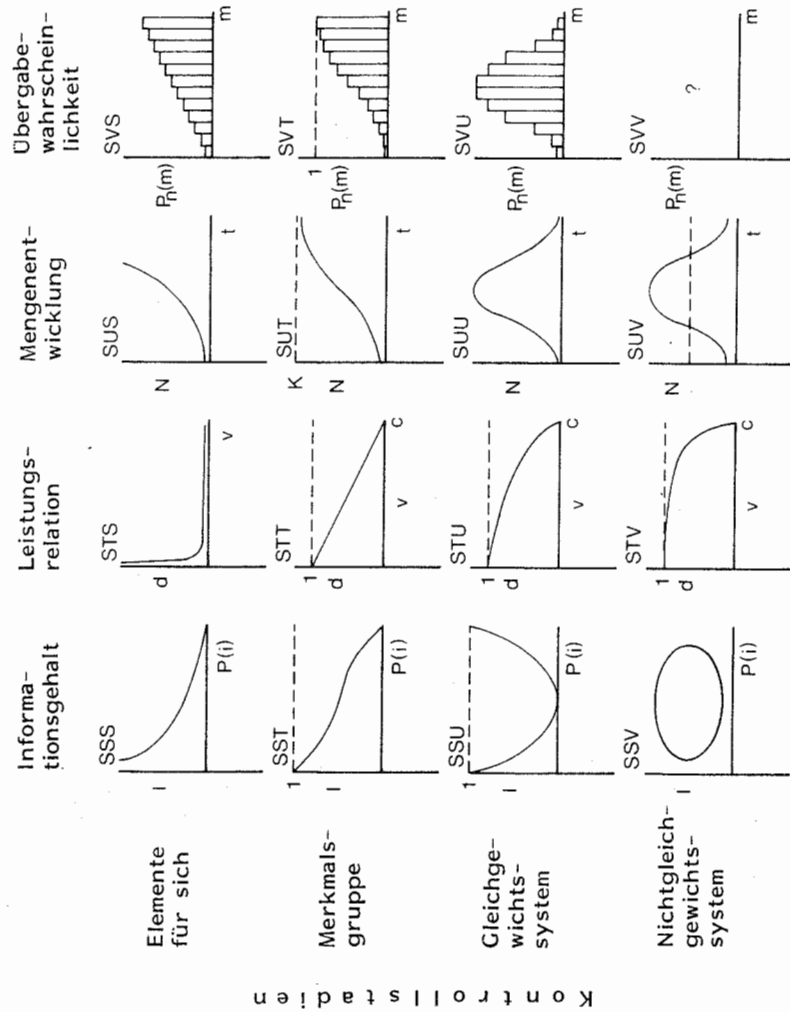 Informa-
tionsgehalt
Leistungs-
relation
Mengenent-
wicklung
Übergabe-
wahrschein-
lichkeit
Kontrollstadien
Elemente
für sich
SSS
I
P(i)
STS
d
v
SUS
N
t
SVS
Pn(m)
m
Merkmals-
gruppe
SST
1
I
P(i)
STT
1
d
v
c
SUT
K
N
t
SVT
1
Pn(m)
m
Gleichge-
wichts-
system
SSU
1
I
P(i)
STU
1
d
v
c
SUU
N
t
SVU
Pn(m)
m
Nichtgleich-
gewichts-
system
SSV
I
P(i)
STV
1
d
v
c
SUV
N
t
SVV
Pn(m)
?
m